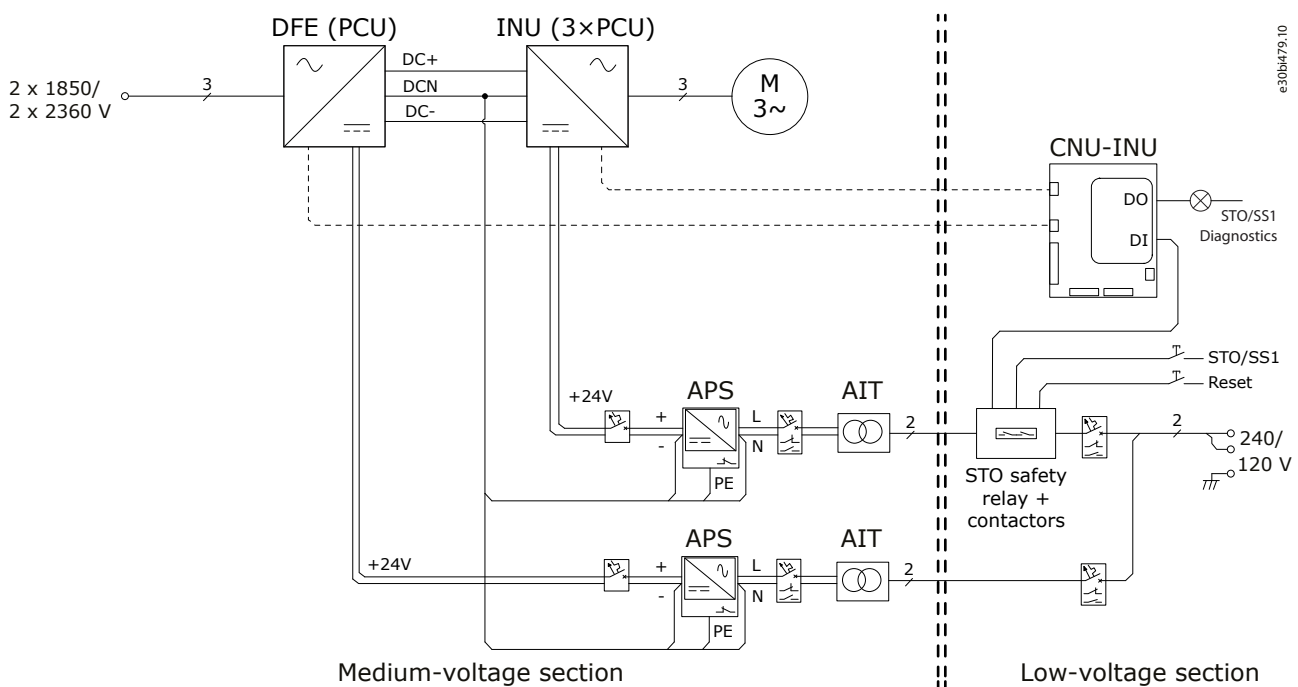 DFE (PCU)
INU (3×PCU)
e30bi479.10
DC+
DCN
DC-
2 x 1850/
2 x 2360 V
3
3
M
3~
CNU-INU
DO
DI
STO/SS1
Diagnostics
STO/SS1
Reset
+24V
+
-
APS
L
N
PE
AIT
2
STO safety
relay +
contactors
2
240/
120 V
+24V
+
-
APS
L
N
PE
AIT
2
Medium-voltage section
Low-voltage section